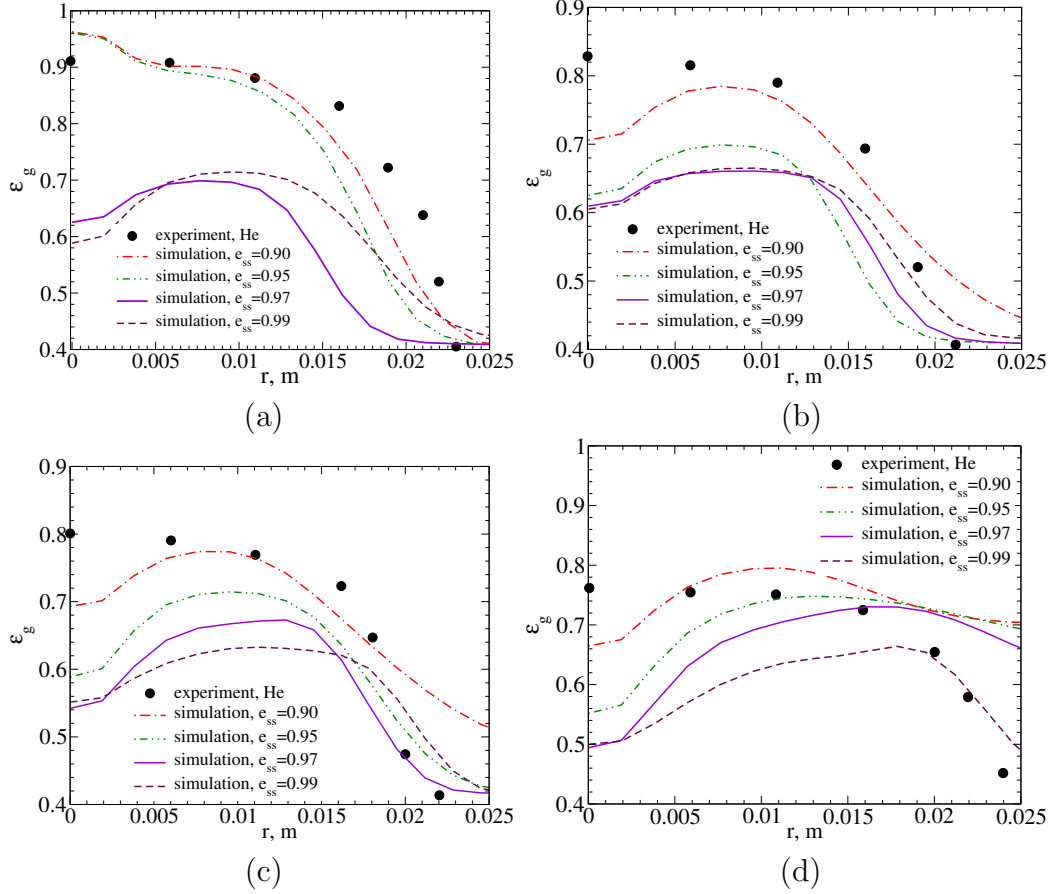 1
0.9
0.8
0.7
0.6
0.5
0.4
ε_g
experiment, He
simulation, e_ss=0.90
simulation, e_ss=0.95
simulation, e_ss=0.97
simulation, e_ss=0.99
0 0.005 0.01 0.015 0.02 0.025
r, m
(a)
0.9
0.8
0.7
0.6
0.5
0.4
ε_g
experiment, He
simulation, e_ss=0.90
simulation, e_ss=0.95
simulation, e_ss=0.97
simulation, e_ss=0.99
0 0.005 0.01 0.015 0.02 0.025
r, m
(b)
0.9
0.8
0.7
0.6
0.5
0.4
ε_g
experiment, He
simulation, e_ss=0.90
simulation, e_ss=0.95
simulation, e_ss=0.97
simulation, e_ss=0.99
0 0.005 0.01 0.015 0.02 0.025
r, m
(c)
1
0.9
0.8
0.7
0.6
0.5
0.4
ε_g
experiment, He
simulation, e_ss=0.90
simulation, e_ss=0.95
simulation, e_ss=0.97
simulation, e_ss=0.99
0 0.005 0.01 0.015 0.02 0.025
r, m
(d)